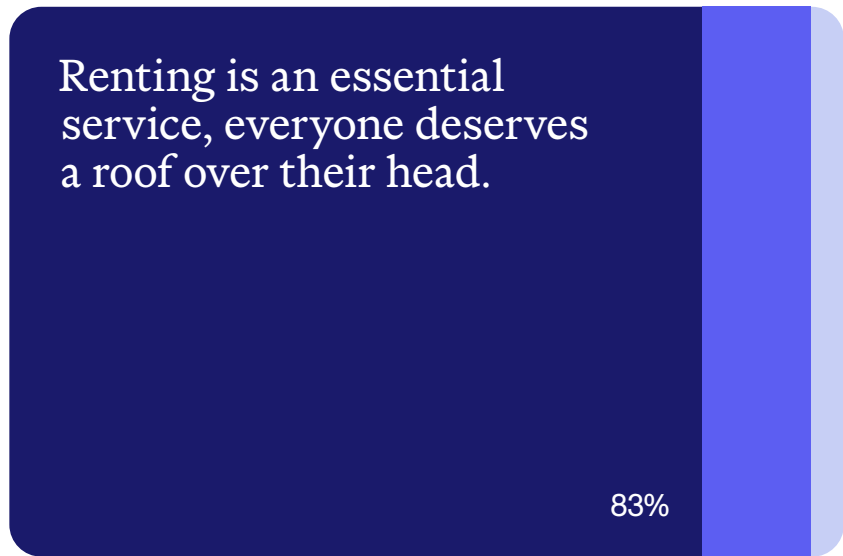 Renting is an essential
service, everyone deserves
a roof over their head.
83%